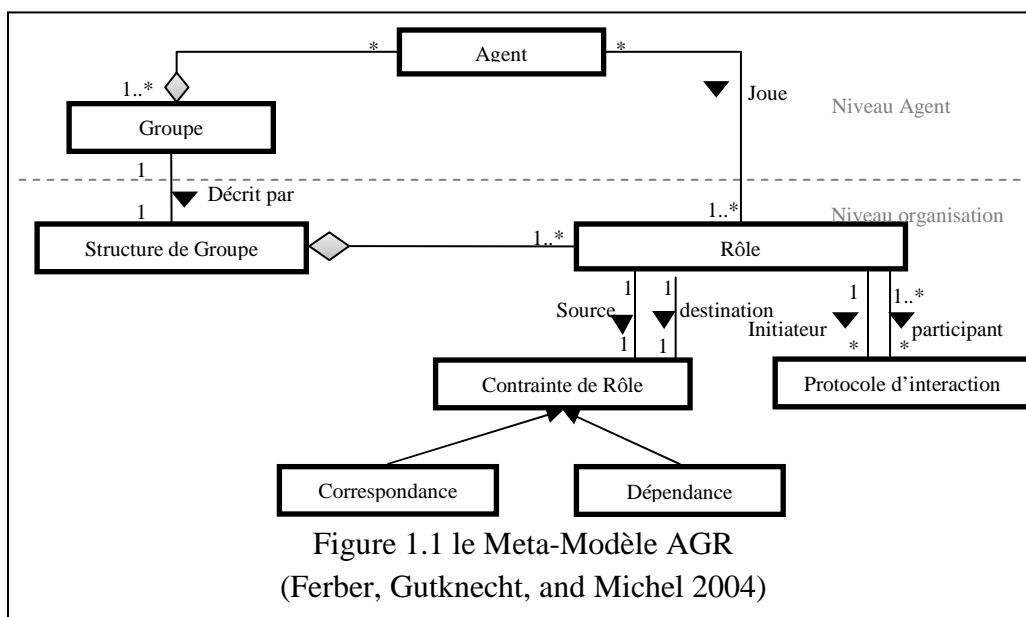 * Agent *
1..* Joue
Niveau Agent
Groupe
1
Décrit par
1 1..* Niveau organisation
Structure de Groupe 1..* Rôle
1 1 1 1..*
Source destination Initiateur participant
1 1 * *
Contrainte de Rôle Protocole d’interaction
Correspondance Dépendance
Figure 1.1 le Meta-Modèle AGR
(Ferber, Gutknecht, and Michel 2004)